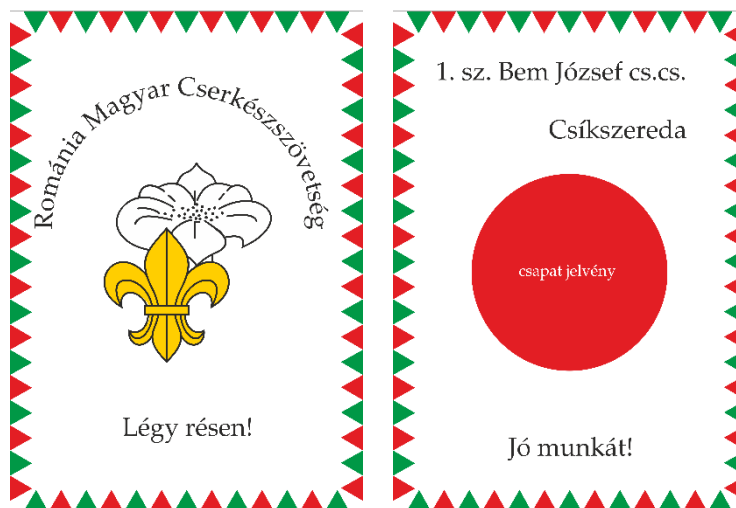 Románia Magyar Cserkészszövetség
Légy résen!
1. sz. Bem József cs.cs.
Csíkszereda
csapat jelvény
Jó munkát!